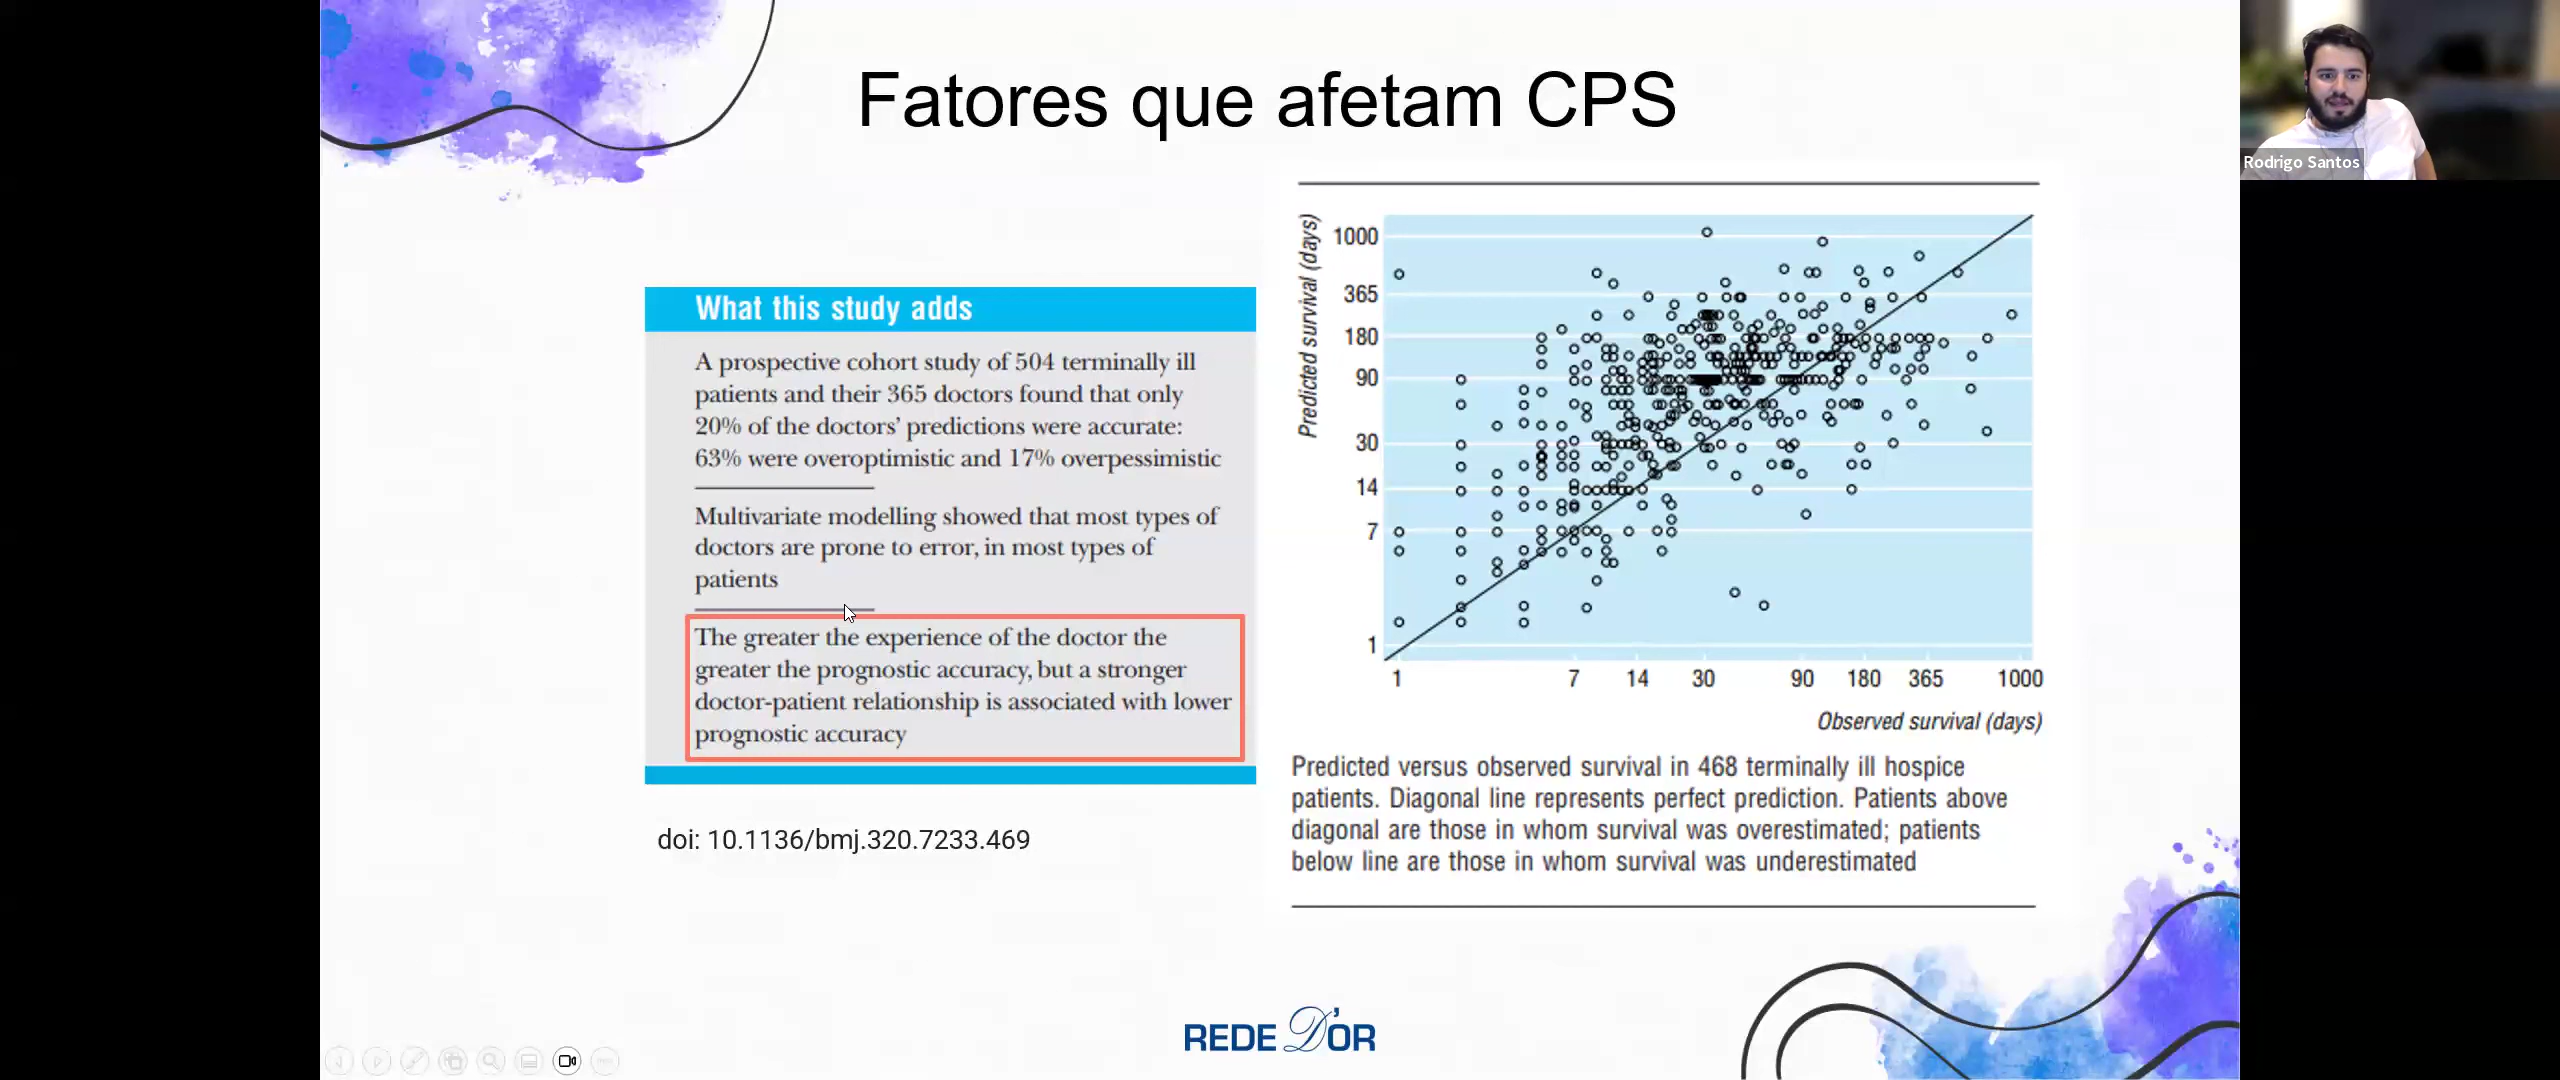 Fatores que afetam CPS
Rodrigo Santos
What this study adds
A prospective cohort study of 504 terminally ill
patients and their 365 doctors found that only
20% of the doctors’ predictions were accurate:
63% were overoptimistic and 17% overpessimistic
Multivariate modelling showed that most types of
doctors are prone to error, in most types of
patients
The greater the experience of the doctor the
greater the prognostic accuracy, but a stronger
doctor-patient relationship is associated with lower
prognostic accuracy
doi: 10.1136/bmj.320.7233.469
Predicted survival (days)
1000
365
180
90
30
14
7
1
1 7 14 30 90 180 365 1000
Observed survival (days)
Predicted versus observed survival in 468 terminally ill hospice
patients. Diagonal line represents perfect prediction. Patients above
diagonal are those in whom survival was overestimated; patients
below line are those in whom survival was underestimated
REDE D'OR